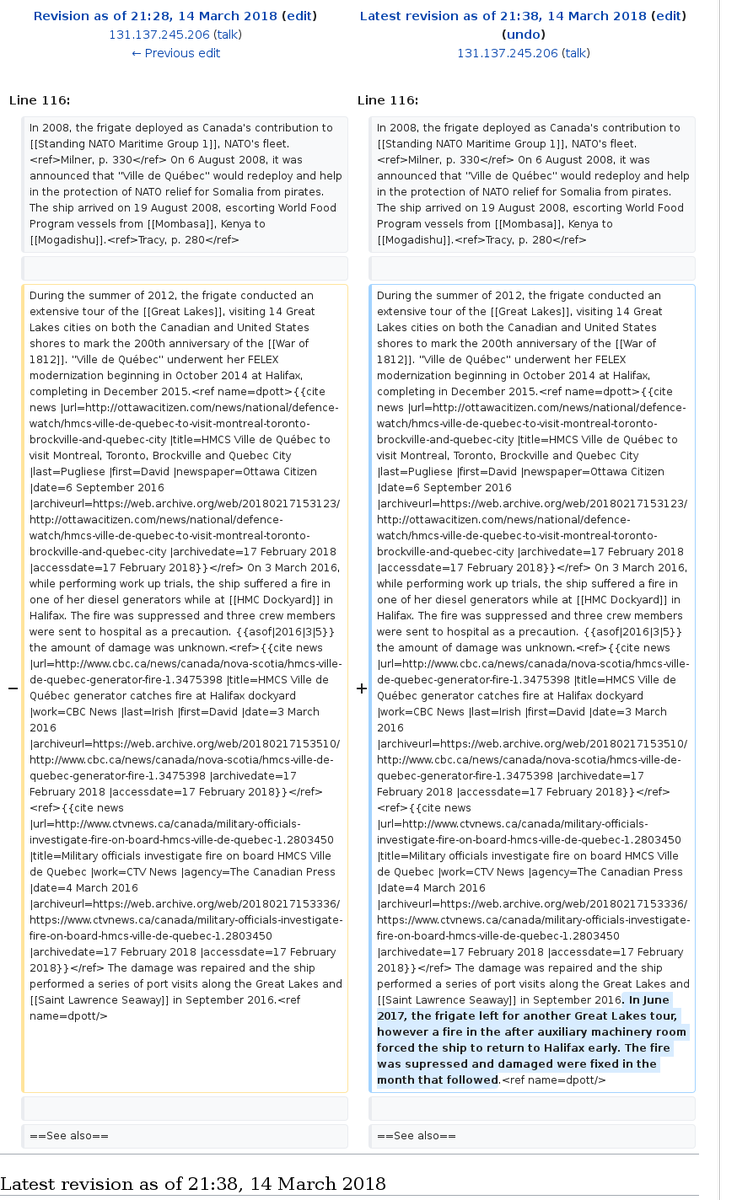 Revision as of 21:28, 14 March 2018 (edit)
131.137.245.206 (talk)
← Previous edit
Latest revision as of 21:38, 14 March 2018 (edit)
(undo)
131.137.245.206 (talk)
Line 116:
Line 116:
In 2008, the frigate deployed as Canada's contribution to
[[Standing NATO Maritime Group 1]], NATO's fleet.
<ref>Milner, p. 330</ref> On 6 August 2008, it was
announced that ''Ville de Québec'' would redeploy and help
in the protection of NATO relief for Somalia from pirates.
The ship arrived on 19 August 2008, escorting World Food
Program vessels from [[Mombasa]], Kenya to
[[Mogadishu]].<ref>Tracy, p. 280</ref>
In 2008, the frigate deployed as Canada's contribution to
[[Standing NATO Maritime Group 1]], NATO's fleet.
<ref>Milner, p. 330</ref> On 6 August 2008, it was
announced that ''Ville de Québec'' would redeploy and help
in the protection of NATO relief for Somalia from pirates.
The ship arrived on 19 August 2008, escorting World Food
Program vessels from [[Mombasa]], Kenya to
[[Mogadishu]].<ref>Tracy, p. 280</ref>
−
During the summer of 2012, the frigate conducted an
extensive tour of the [[Great Lakes]], visiting 14 Great
Lakes cities on both the Canadian and United States
shores to mark the 200th anniversary of the [[War of
1812]]. ''Ville de Québec'' underwent her FELEX
modernization beginning in October 2014 at Halifax,
completing in December 2015.<ref name=dpott>{{cite
news |url=http://ottawacitizen.com/news/national/defence-
watch/hmcs-ville-de-quebec-to-visit-montreal-toronto-
brockville-and-quebec-city |title=HMCS Ville de Québec to
visit Montreal, Toronto, Brockville and Quebec City
|last=Pugliese |first=David |newspaper=Ottawa Citizen
|date=6 September 2016
|archiveurl=https://web.archive.org/web/20180217153123/
http://ottawacitizen.com/news/national/defence-
watch/hmcs-ville-de-quebec-to-visit-montreal-toronto-
brockville-and-quebec-city |archivedate=17 February 2018
|accessdate=17 February 2018}}</ref> On 3 March 2016,
while performing work up trials, the ship suffered a fire in
one of her diesel generators while at [[HMC Dockyard]] in
Halifax. The fire was suppressed and three crew members
were sent to hospital as a precaution. {{asof|2016|3|5}}
the amount of damage was unknown.<ref>{{cite news
|url=http://www.cbc.ca/news/canada/nova-scotia/hmcs-ville-
de-quebec-generator-fire-1.3475398 |title=HMCS Ville de
Québec generator catches fire at Halifax dockyard
|work=CBC News |last=Irish |first=David |date=3 March
2016
|archiveurl=https://web.archive.org/web/20180217153510/
http://www.cbc.ca/news/canada/nova-scotia/hmcs-ville-de-
quebec-generator-fire-1.3475398 |archivedate=17
February 2018 |accessdate=17 February 2018}}</ref>
<ref>{{cite news
|url=http://www.ctvnews.ca/canada/military-officials-
investigate-fire-on-board-hmcs-ville-de-quebec-1.2803450
|title=Military officials investigate fire on board HMCS Ville
de Quebec |work=CTV News |agency=The Canadian Press
|date=4 March 2016
|archiveurl=https://web.archive.org/web/20180217153336/
https://www.ctvnews.ca/canada/military-officials-investigate-
fire-on-board-hmcs-ville-de-quebec-1.2803450
|archivedate=17 February 2018 |accessdate=17 February
2018}}</ref> The damage was repaired and the ship
performed a series of port visits along the Great Lakes and
[[Saint Lawrence Seaway]] in September 2016.<ref
name=dpott/>
+
During the summer of 2012, the frigate conducted an
extensive tour of the [[Great Lakes]], visiting 14 Great
Lakes cities on both the Canadian and United States
shores to mark the 200th anniversary of the [[War of
1812]]. ''Ville de Québec'' underwent her FELEX
modernization beginning in October 2014 at Halifax,
completing in December 2015.<ref name=dpott>{{cite
news |url=http://ottawacitizen.com/news/national/defence-
watch/hmcs-ville-de-quebec-to-visit-montreal-toronto-
brockville-and-quebec-city |title=HMCS Ville de Québec to
visit Montreal, Toronto, Brockville and Quebec City
|last=Pugliese |first=David |newspaper=Ottawa Citizen
|date=6 September 2016
|archiveurl=https://web.archive.org/web/20180217153123/
http://ottawacitizen.com/news/national/defence-
watch/hmcs-ville-de-quebec-to-visit-montreal-toronto-
brockville-and-quebec-city |archivedate=17 February 2018
|accessdate=17 February 2018}}</ref> On 3 March 2016,
while performing work up trials, the ship suffered a fire in
one of her diesel generators while at [[HMC Dockyard]] in
Halifax. The fire was suppressed and three crew members
were sent to hospital as a precaution. {{asof|2016|3|5}}
the amount of damage was unknown.<ref>{{cite news
|url=http://www.cbc.ca/news/canada/nova-scotia/hmcs-ville-
de-quebec-generator-fire-1.3475398 |title=HMCS Ville de
Québec generator catches fire at Halifax dockyard
|work=CBC News |last=Irish |first=David |date=3 March
2016
|archiveurl=https://web.archive.org/web/20180217153510/
http://www.cbc.ca/news/canada/nova-scotia/hmcs-ville-de-
quebec-generator-fire-1.3475398 |archivedate=17
February 2018 |accessdate=17 February 2018}}</ref>
<ref>{{cite news
|url=http://www.ctvnews.ca/canada/military-officials-
investigate-fire-on-board-hmcs-ville-de-quebec-1.2803450
|title=Military officials investigate fire on board HMCS Ville
de Quebec |work=CTV News |agency=The Canadian Press
|date=4 March 2016
|archiveurl=https://web.archive.org/web/20180217153336/
https://www.ctvnews.ca/canada/military-officials-investigate-
fire-on-board-hmcs-ville-de-quebec-1.2803450
|archivedate=17 February 2018 |accessdate=17 February
2018}}</ref> The damage was repaired and the ship
performed a series of port visits along the Great Lakes and
[[Saint Lawrence Seaway]] in September 2016. In June
2017, the frigate left for another Great Lakes tour,
however a fire in the after auxiliary machinery room
forced the ship to return to Halifax early. The fire
was supressed and damaged were fixed in the
month that followed.<ref name=dpott/>
==See also==
==See also==
Latest revision as of 21:38, 14 March 2018